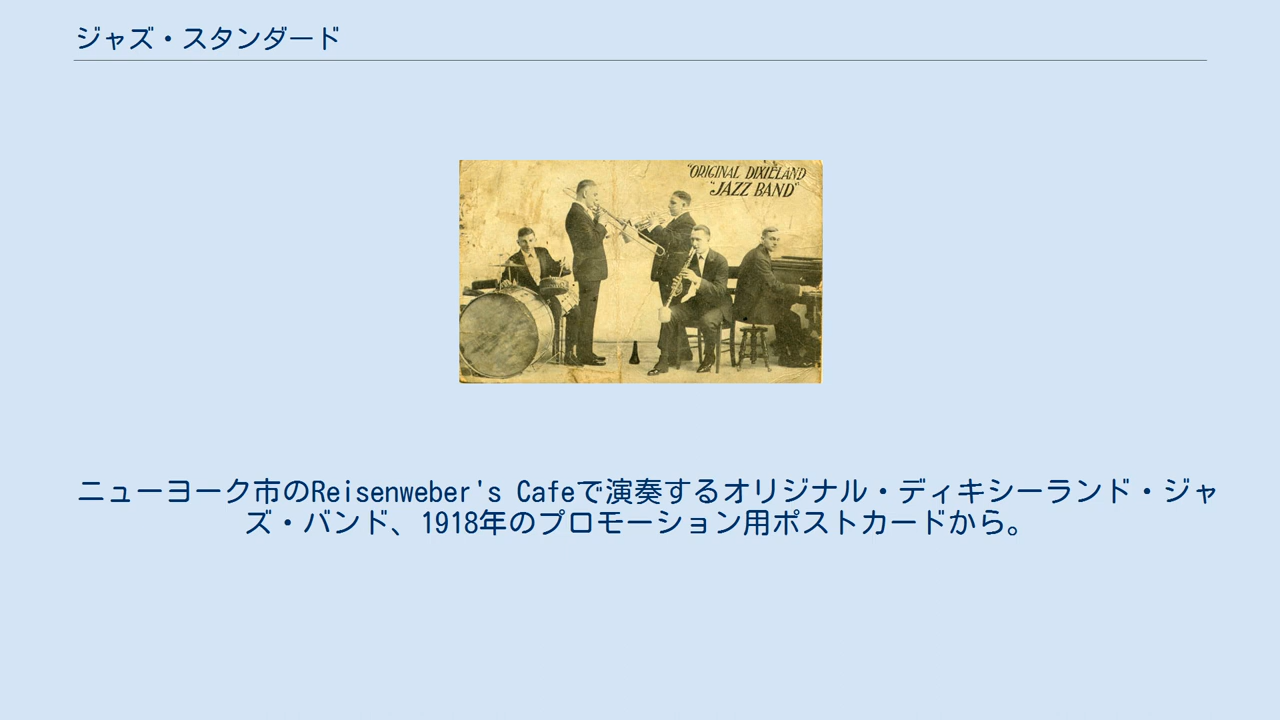 ジャズ・スタンダード
"ORIGINAL DIXIELAND
"JAZZ BAND"
ニューヨーク市のReisenweber's Cafeで演奏するオリジナル・ディキシーランド・ジャ
ズ・バンド、1918年のプロモーション用ポストカードから。